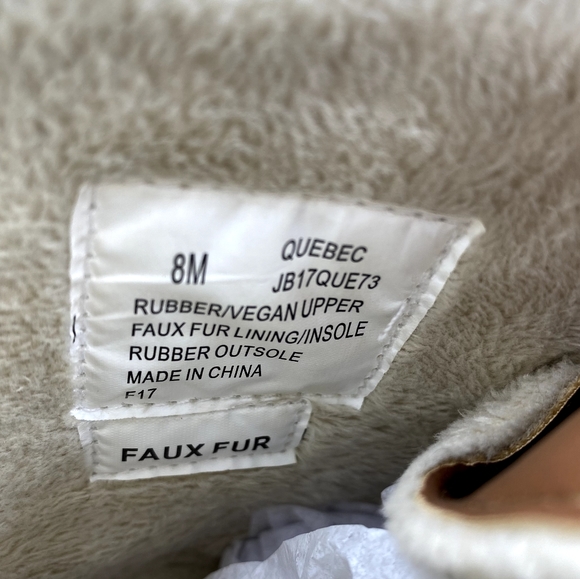 8M QUEBEC
JB17QUE73
RUBBER/VEGAN UPPER
FAUX FUR LINING/INSOLE
RUBBER OUTSOLE
MADE IN CHINA
F17
FAUX FUR